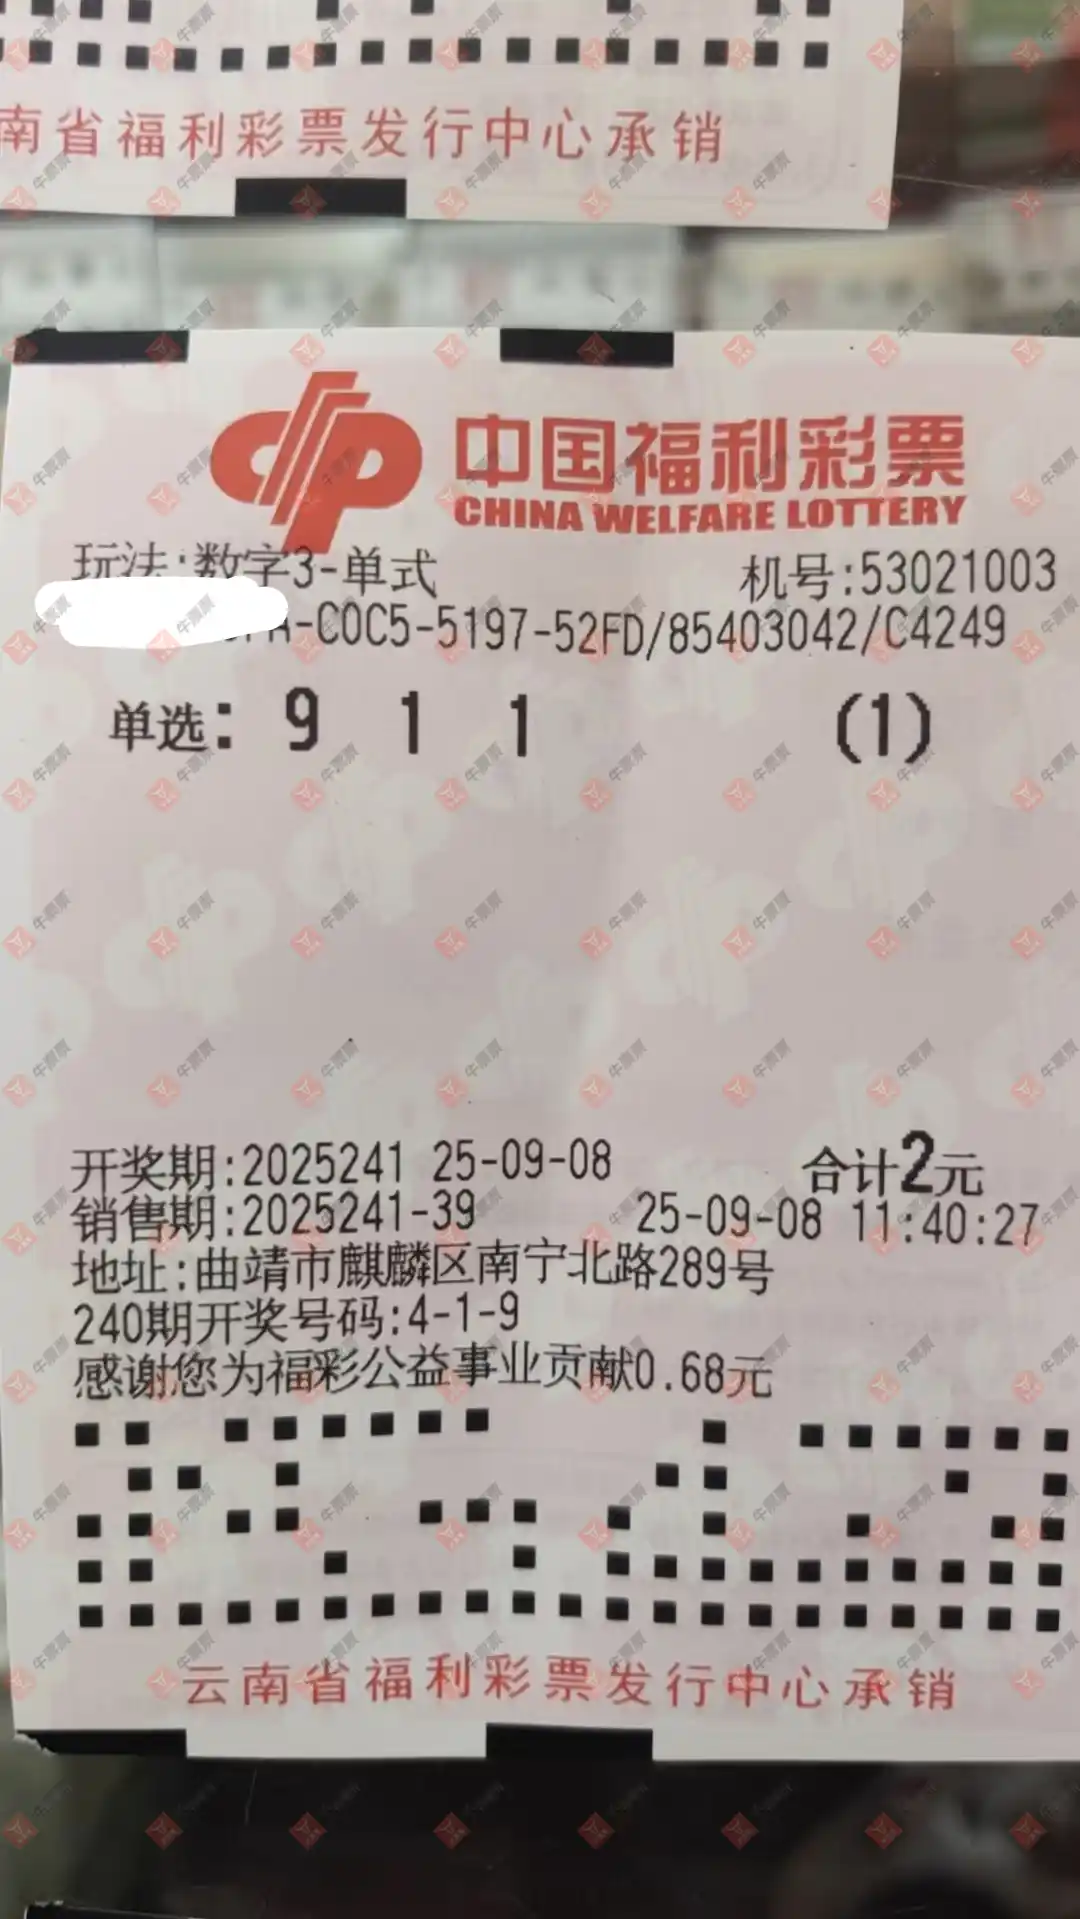 南省福利彩票发行中心承销
中国福利彩票
CHINA WELFARE LOTTERY
玩法:数字3-单式 机号:53021003
-C0C5-5197-52FD/85403042/C4249
单选: 9 1 1 (1)
开奖期:2025241 25-09-08 合计2元
销售期:2025241-39 25-09-08 11:40:27
地址:曲靖市麒麟区南宁北路289号
240期开奖号码:4-1-9
感谢您为福彩公益事业贡献0.68元
云南省福利彩票发行中心承销
牛票票